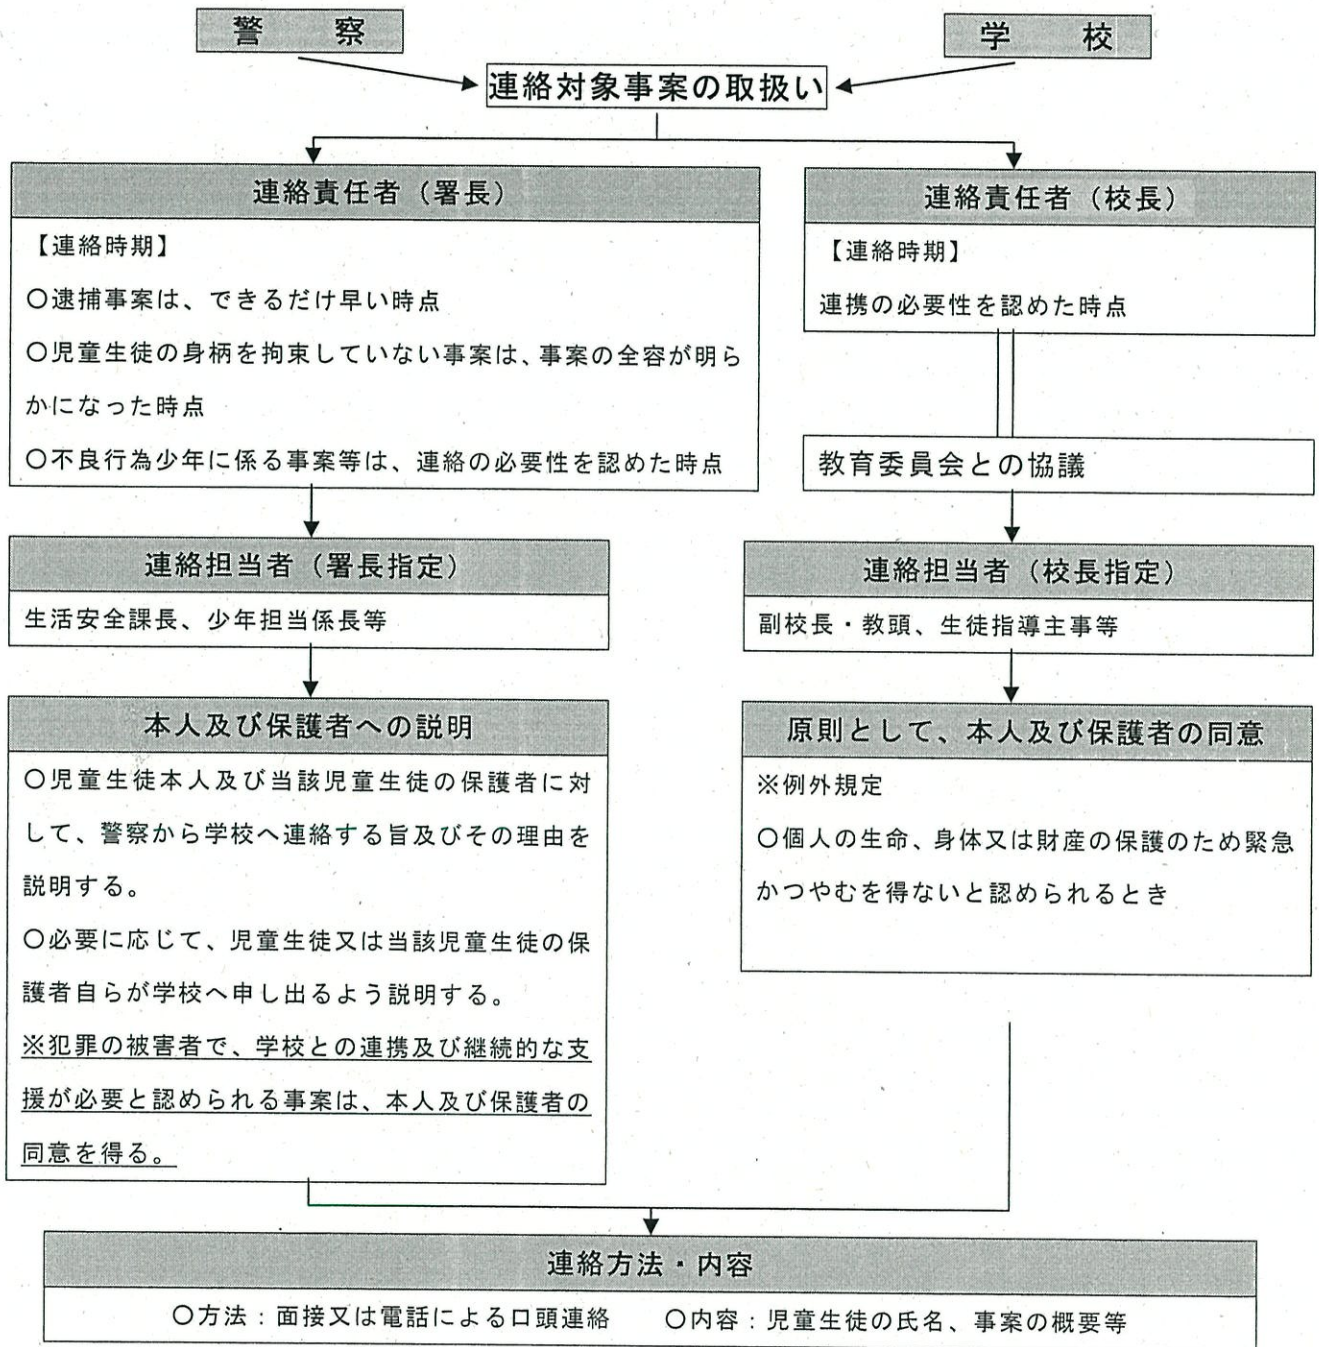 警　察
学　校
連絡対象事案の取扱い
連絡責任者（署長）
【連絡時期】
○逮捕事案は、できるだけ早い時点
○児童生徒の身柄を拘束していない事案は、事案の全容が明ら
かになった時点
○不良行為少年に係る事案等は、連絡の必要性を認めた時点
連絡責任者（校長）
【連絡時期】
連携の必要性を認めた時点
教育委員会との協議
連絡担当者（署長指定）
生活安全課長、少年担当係長等
連絡担当者（校長指定）
副校長・教頭、生徒指導主事等
本人及び保護者への説明
○児童生徒本人及び当該児童生徒の保護者に対
して、警察から学校へ連絡する旨及びその理由を
説明する。
○必要に応じて、児童生徒又は当該児童生徒の保
護者自らが学校へ申し出るよう説明する。
※犯罪の被害者で、学校との連携及び継続的な支
援が必要と認められる事案は、本人及び保護者の
同意を得る。
原則として、本人及び保護者の同意
※例外規定
○個人の生命、身体又は財産の保護のため緊急
かつやむを得ないと認められるとき
連絡方法・内容
○方法：面接又は電話による口頭連絡　○内容：児童生徒の氏名、事案の概要等